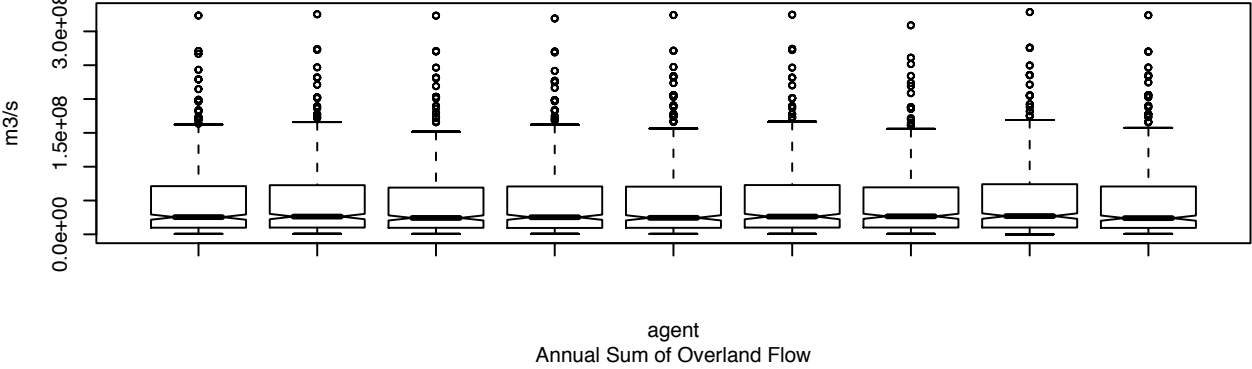 m3/s
3.0e+08
1.5e+08
0.0e+00
agent
Annual Sum of Overland Flow